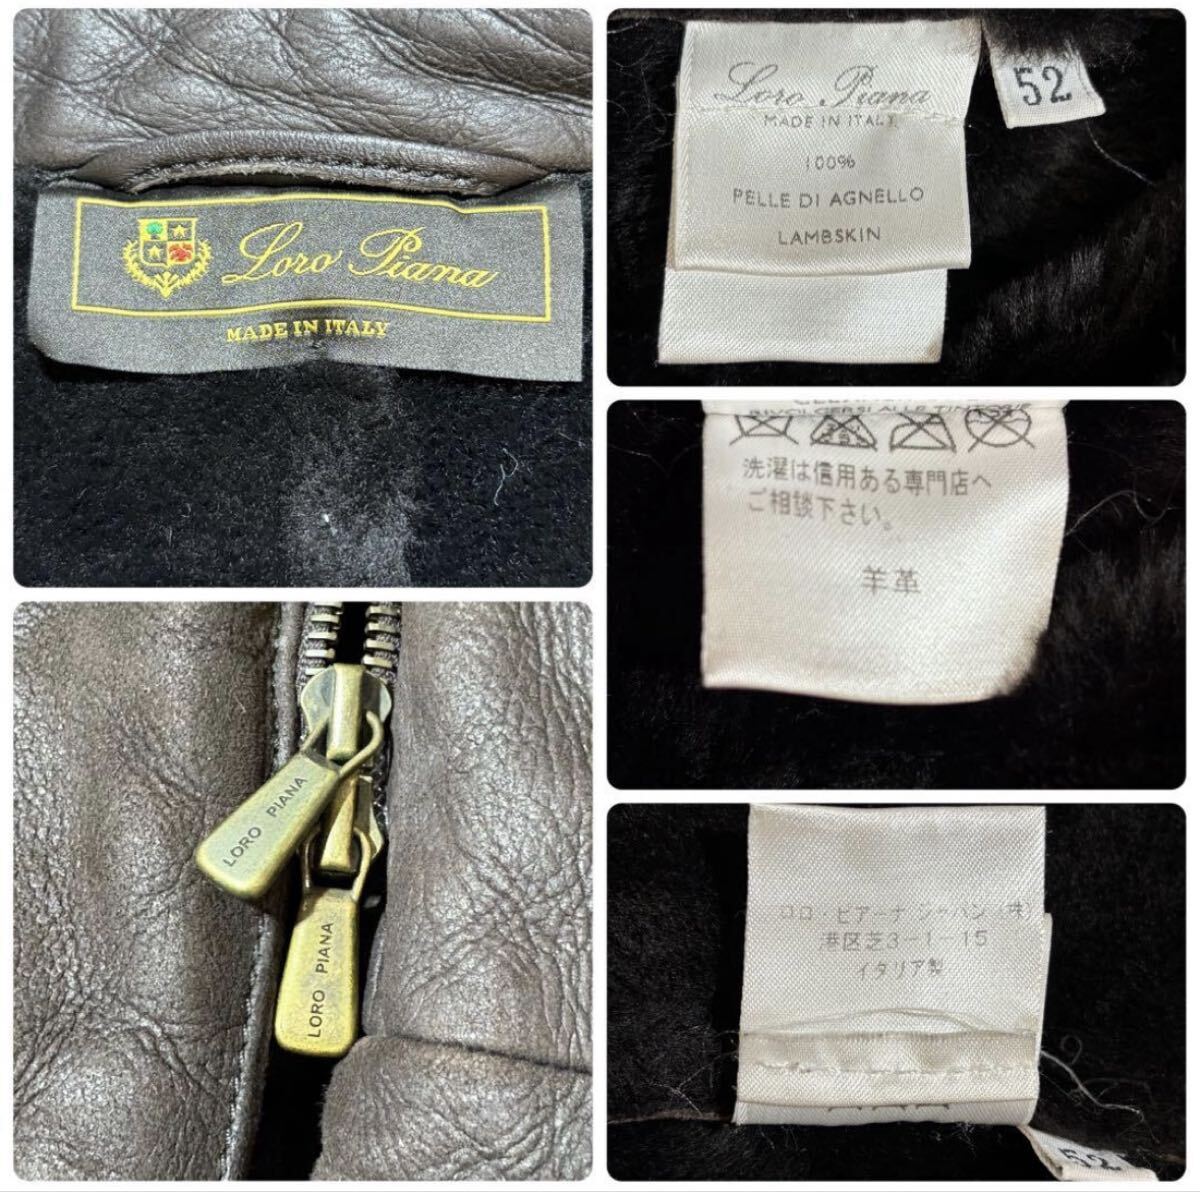 Loro Piana
MADE IN ITALY
LORO PIANA
LORO PIANA
Loro Piana
MADE IN ITALY
100%
PELLE DI AGNELLO
LAMBSKIN
52
RIVOLGERSI ALLE
洗濯は信用ある専門店へ
ご相談下さい。
羊革
ロロ・ピアーナ ジャパン(株)
港区芝3-1 15
イタリア製
52